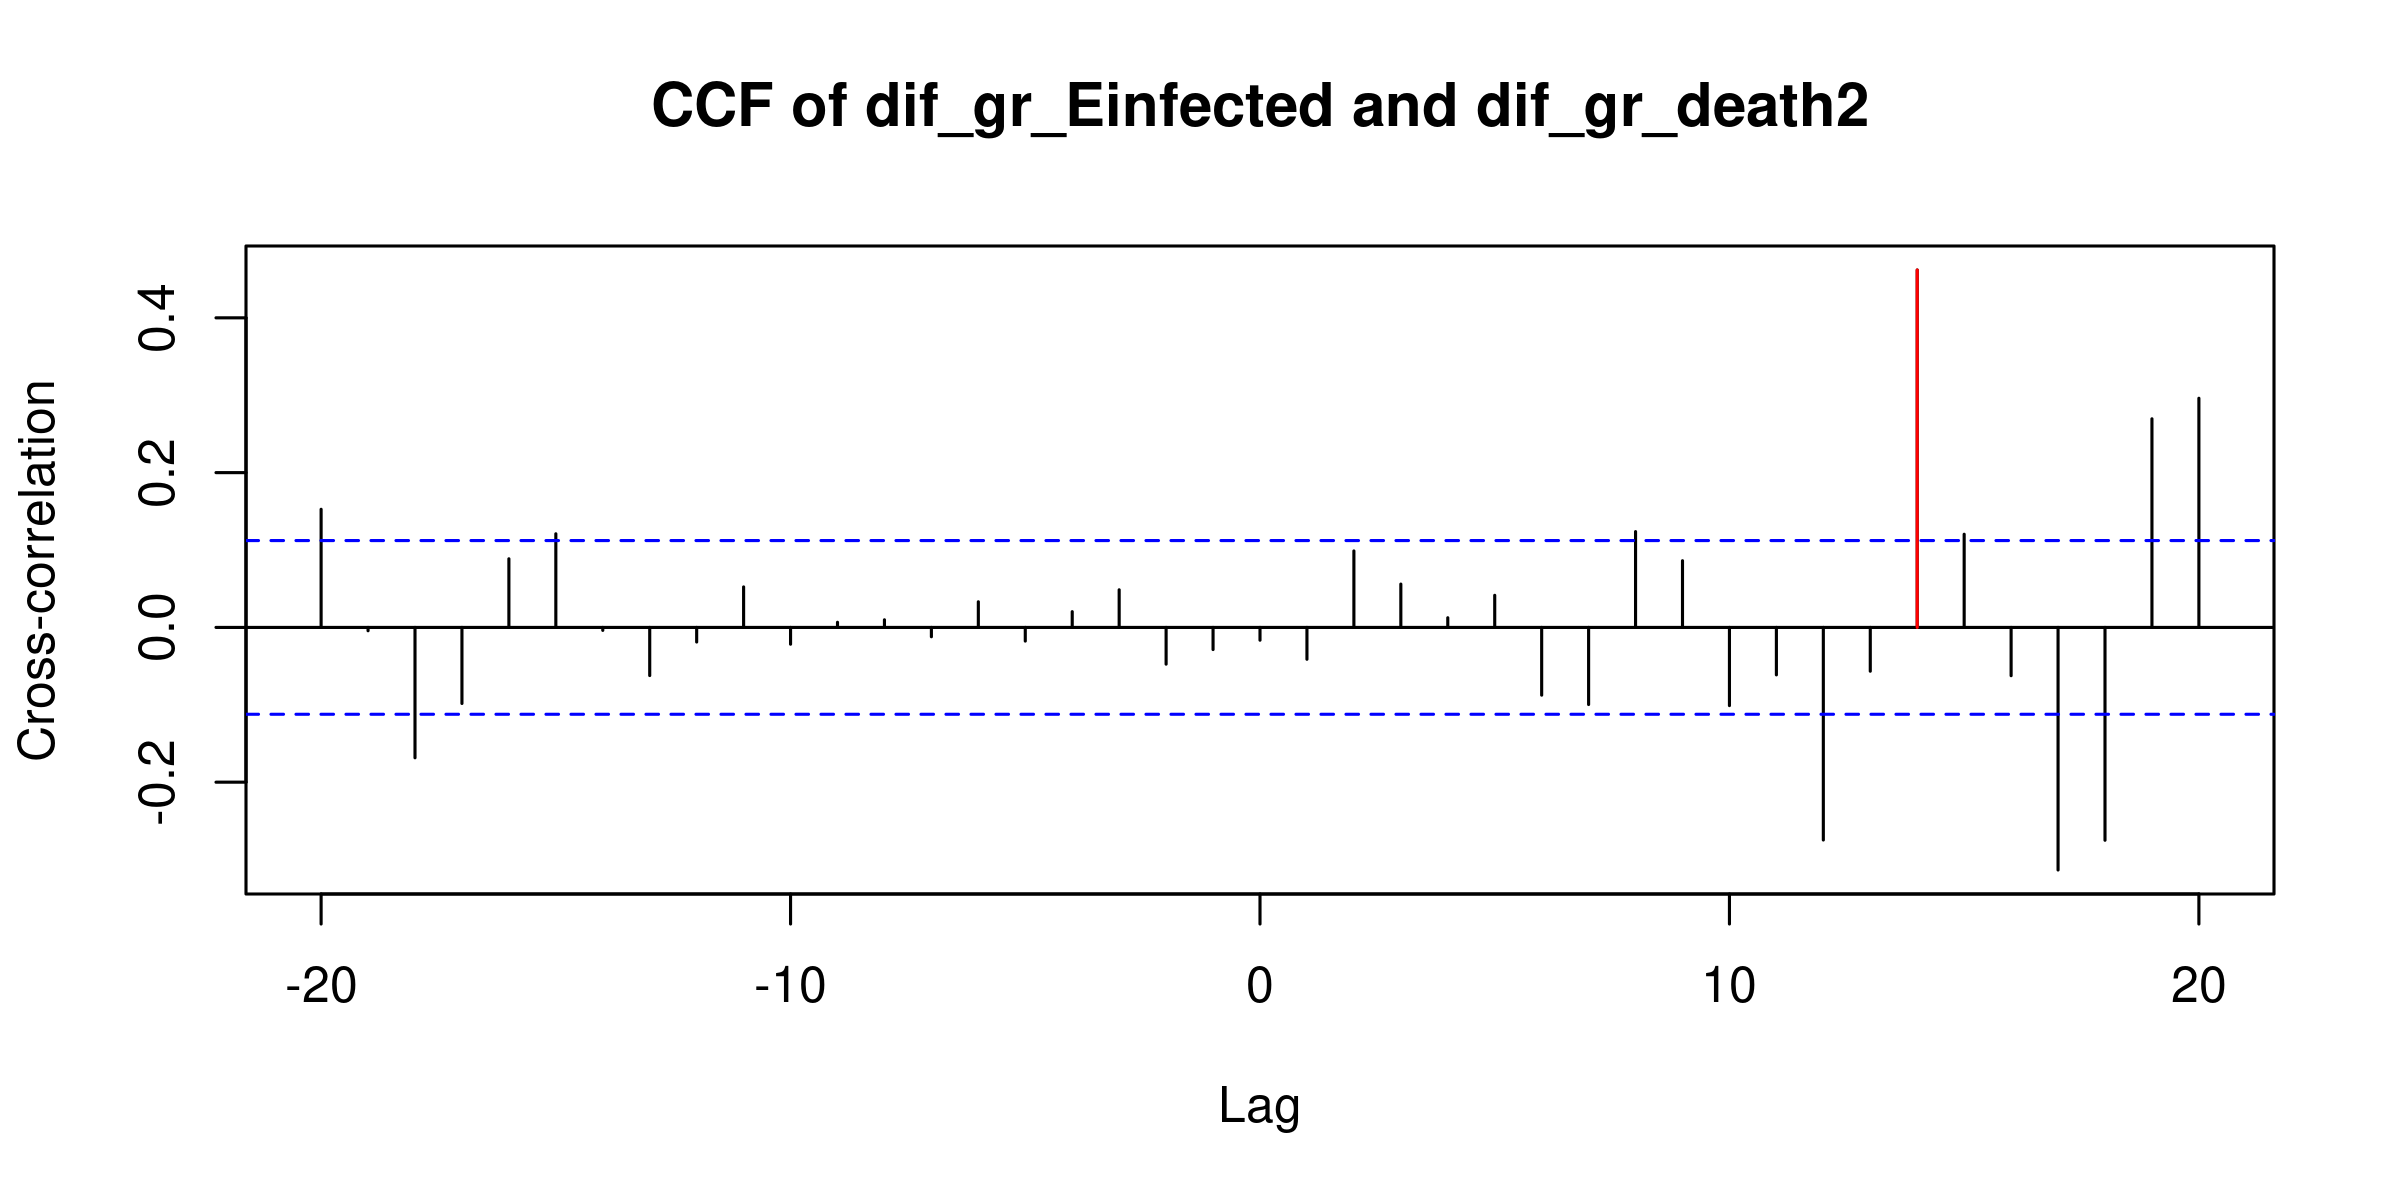 CCF of dif_gr_Einfected and dif_gr_death2
Cross-correlation
0.4
0.2
0.0
-0.2
-20 -10 0 10 20
Lag